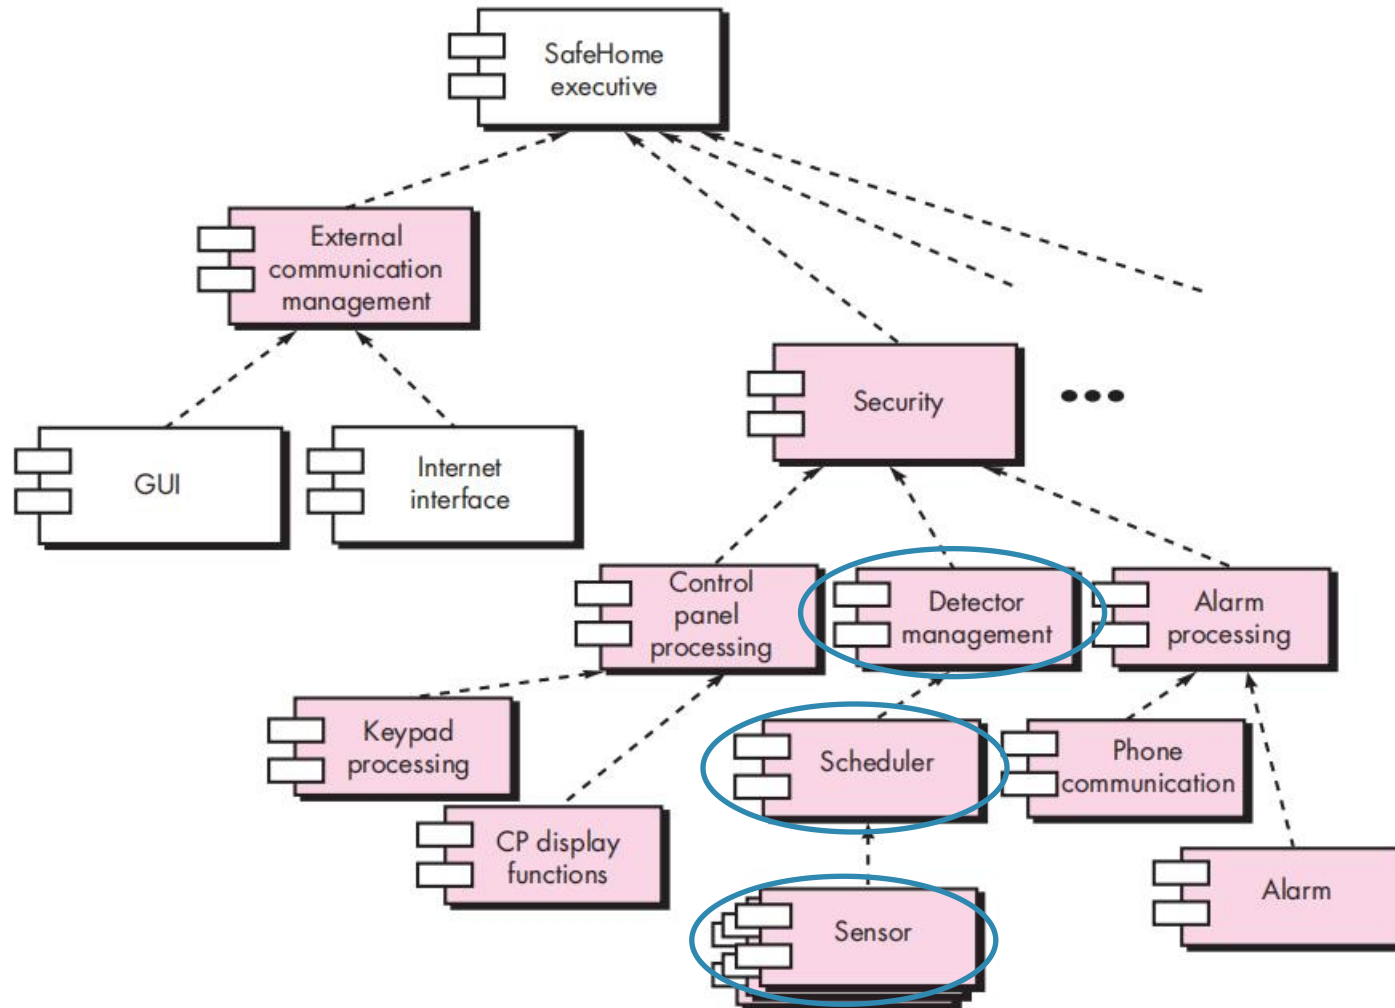 SafeHome
executive
External
communication
management
Security
GUI
Internet
interface
Control
panel
processing
Detector
management
Alarm
processing
Keypad
processing
Scheduler
Phone
communication
CP display
functions
Sensor
Alarm